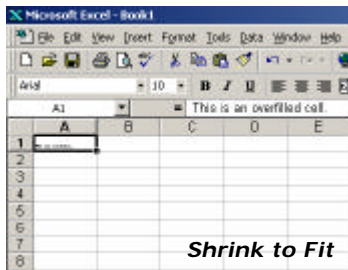 Microsoft Excel - Book1
File Edit View Insert Format Tools Data Window Help
Arial 10 B I U
A1 = This is an overfilled cell.
A B C D E
1
2
3
4
5
6
7
8
Shrink to Fit